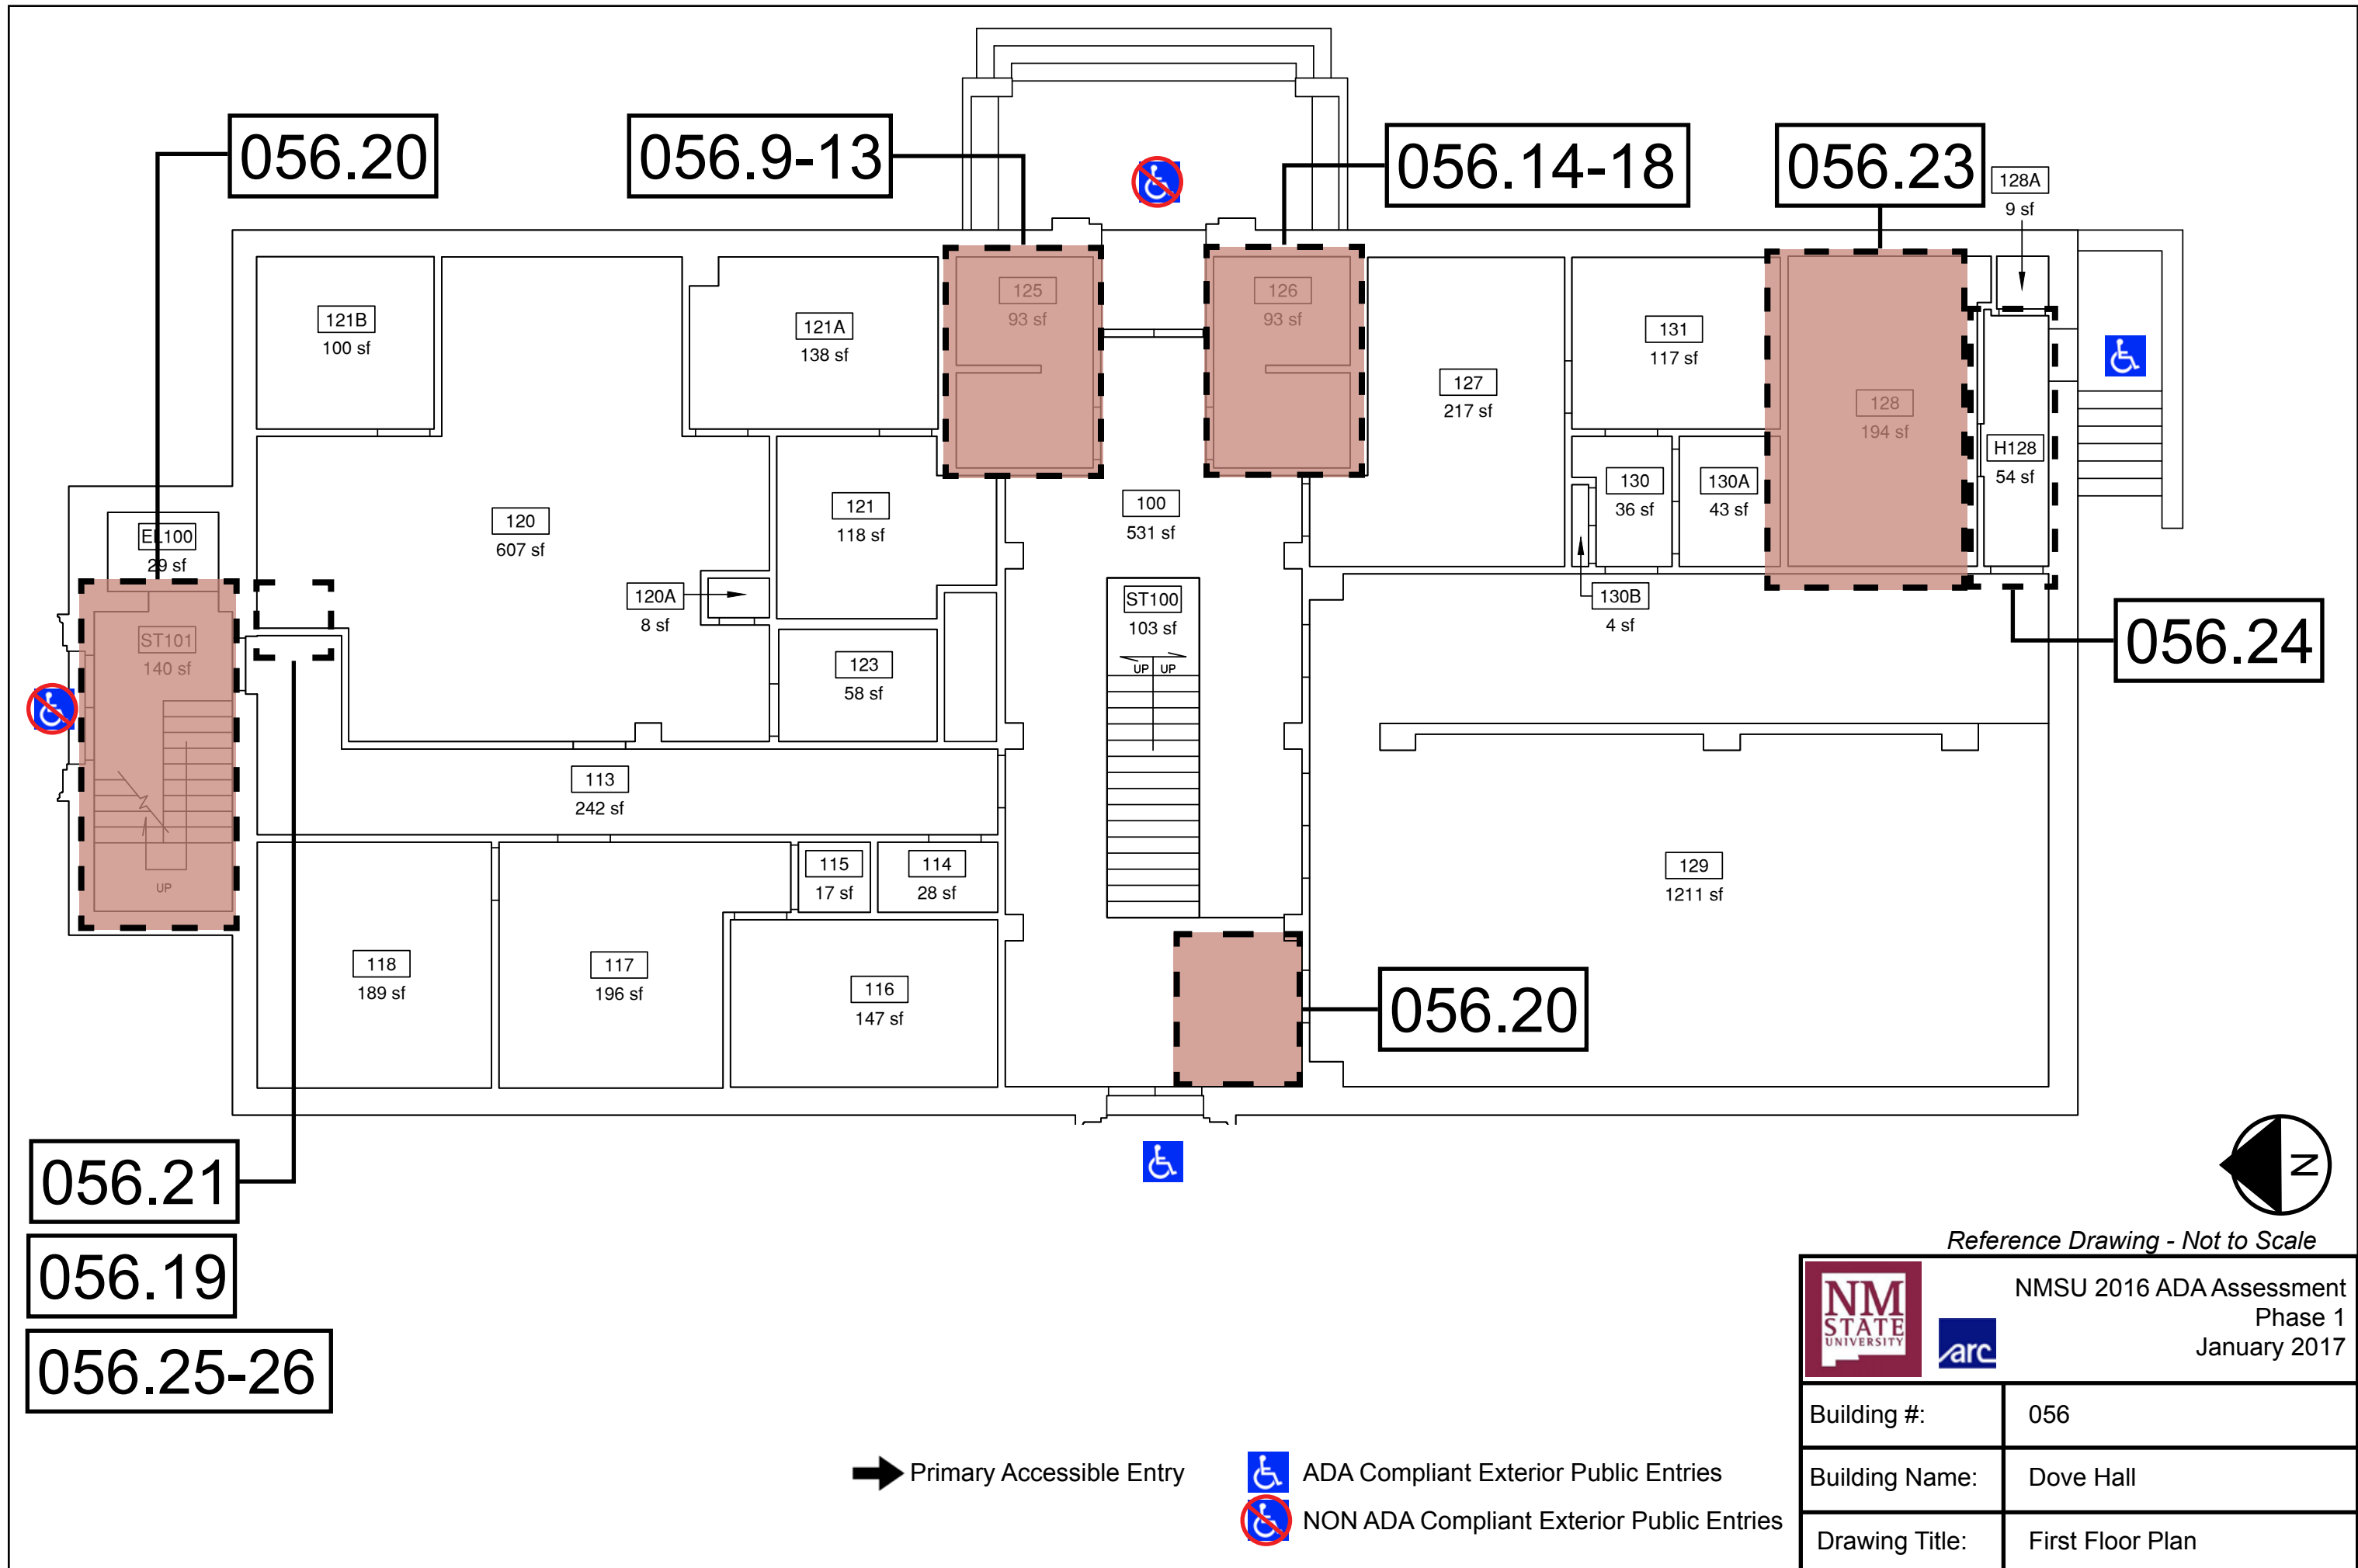 056.20
056.9-13
056.14-18
056.23
128A
9 sf
121B
100 sf
121A
138 sf
125
93 sf
126
93 sf
131
117 sf
127
217 sf
128
194 sf
H128
54 sf
EL100
29 sf
120
607 sf
121
118 sf
100
531 sf
130
36 sf
130A
43 sf
120A
8 sf
ST100
103 sf
UP UP
130B
4 sf
056.24
ST101
140 sf
UP
123
58 sf
113
242 sf
115
17 sf
114
28 sf
129
1211 sf
118
189 sf
117
196 sf
116
147 sf
056.20
056.21
056.19
056.25-26
N
Reference Drawing - Not to Scale
NM
STATE
UNIVERSITY
arc
NMSU 2016 ADA Assessment
Phase 1
January 2017
Building #: 056
Building Name: Dove Hall
Drawing Title: First Floor Plan
Primary Accessible Entry
ADA Compliant Exterior Public Entries
NON ADA Compliant Exterior Public Entries